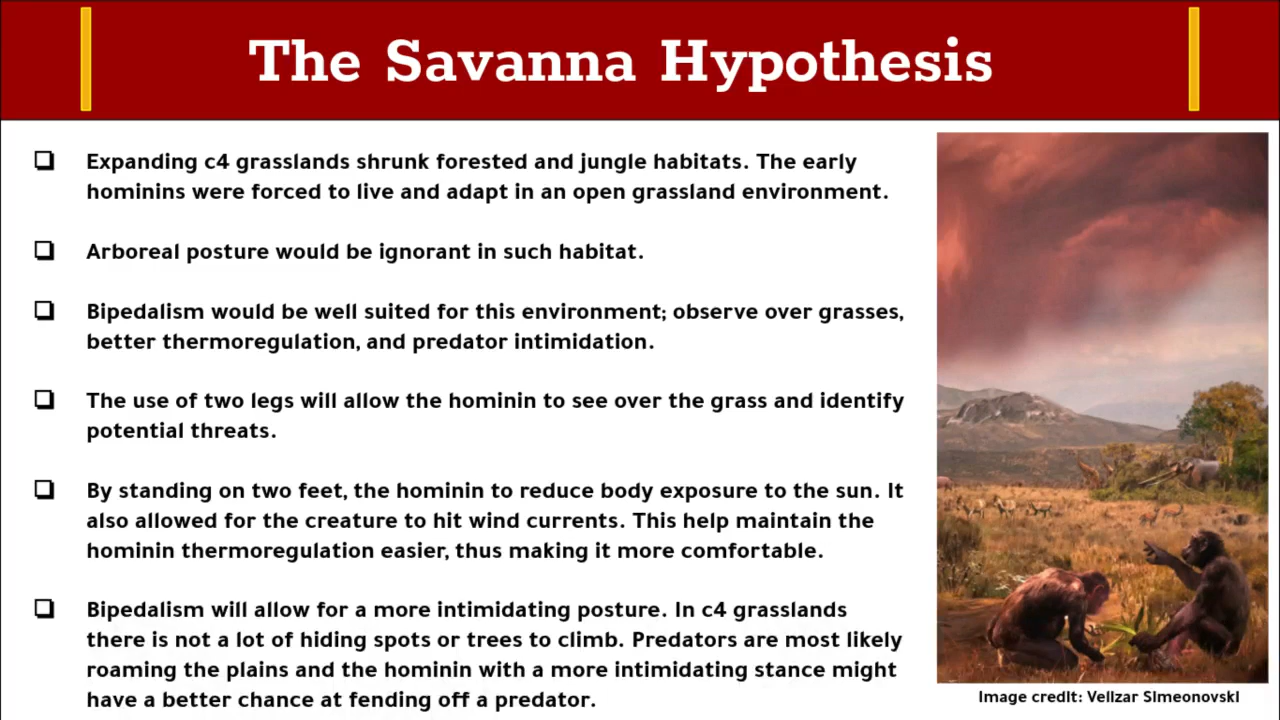 The Savanna Hypothesis
Expanding c4 grasslands shrunk forested and jungle habitats. The early
hominins were forced to live and adapt in an open grassland environment.
Arboreal posture would be ignorant in such habitat.
Bipedalism would be well suited for this environment; observe over grasses,
better thermoregulation, and predator intimidation.
The use of two legs will allow the hominin to see over the grass and identify
potential threats.
By standing on two feet, the hominin to reduce body exposure to the sun. It
also allowed for the creature to hit wind currents. This help maintain the
hominin thermoregulation easier, thus making it more comfortable.
Bipedalism will allow for a more intimidating posture. In c4 grasslands
there is not a lot of hiding spots or trees to climb. Predators are most likely
roaming the plains and the hominin with a more intimidating stance might
have a better chance at fending off a predator.
Image credit: Velizar Simeonovski